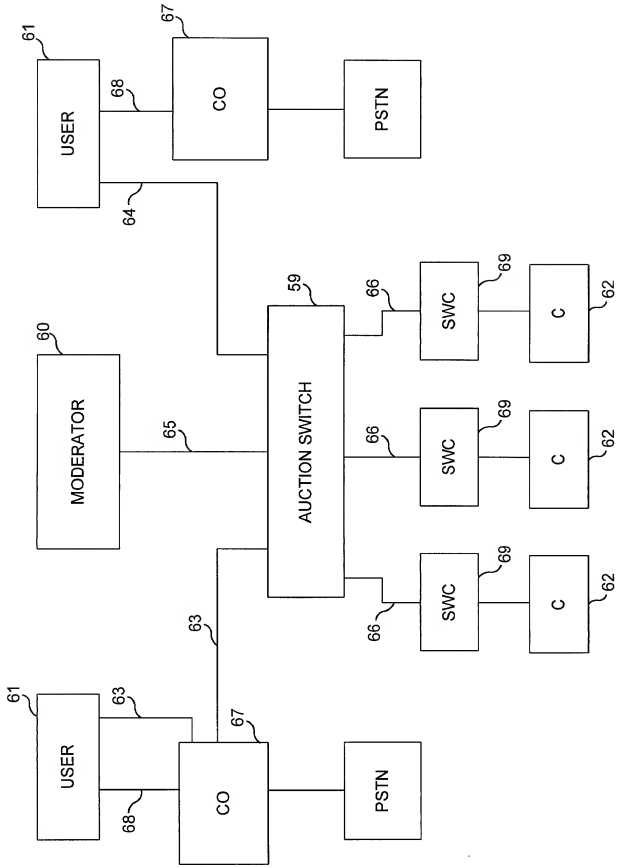 61
60
61
USER
MODERATOR
USER
68
63
65
64
68
67
67
63
CO
CO
59
AUCTION SWITCH
PSTN
PSTN
66
66
66
SWC
69
SWC
69
SWC
69
C
62
C
62
C
62